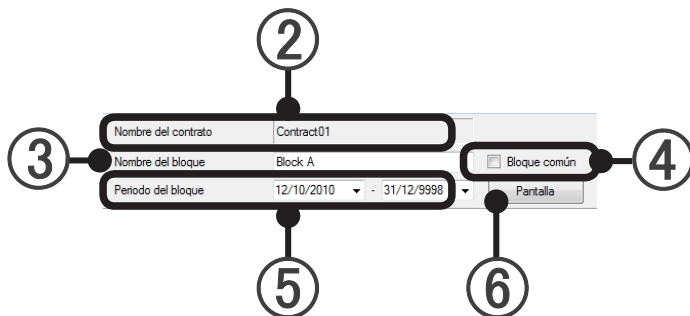 2
Nombre del contrato Contract01
3 Nombre del bloque Block A Bloque común 4
Periodo del bloque 12/10/2010 - 31/12/9998 Pantalla
5 6